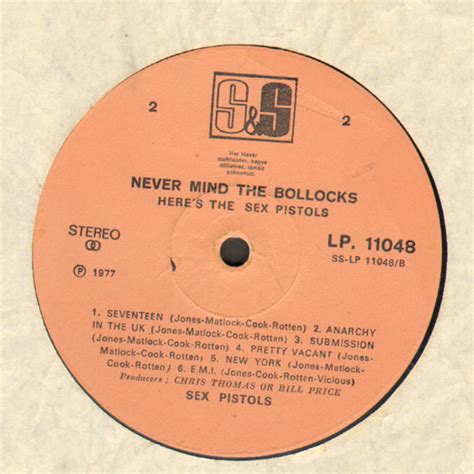 S&S
2 2
Her Hakkı
NEVER MIND THE BOLLOCKS
HERE'S THE SEX PISTOLS
STEREO
LP. 11048
SS-LP 11048/B
P 1977
1. SEVENTEEN (Jones-Matlock-Cook-Rotten) 2. ANARCHY
IN THE UK (Jones-Matlock-Cook-Rotten) 3. SUBMISSION
(Jones-Matlock-Cook-Rotten) 4. PRETTY VACANT (Jones-
Matlock-Cook-Rotten) 5. NEW YORK (Jones-Matlock-
Cook-Rotten) 6. E.M.I. (Jones-Cook-Rotten-Vicious)
Producers ; CHRIS THOMAS OR BILL PRICE
SEX PISTOLS